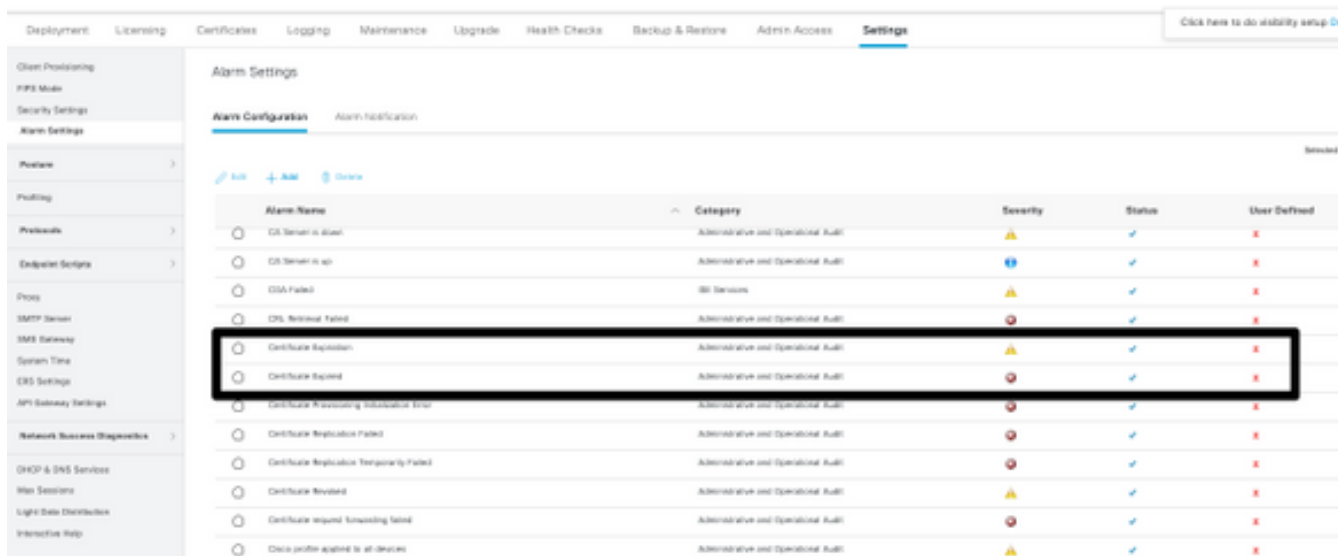 Click here to do visibility setup
Deployment Licensing Certificates Logging Maintenance Upgrade Health Checks Backup & Restore Admin Access Settings
Client Provisioning
FIPS Mode
Security Settings
Alarm Settings
Posture
Profiling
Protocols
Endpoint Scripts
Proxy
SMTP Server
SMS Gateway
System Time
ERS Settings
API Gateway Settings
Network Success Diagnostics
DHCP & DNS Services
Max Sessions
Light Data Distribution
Interactive Help
Alarm Settings
Alarm Configuration Alarm Notification
Selected
Edit Add Delete
Alarm Name Category Severity Status User Defined
CA Server is down Administrative and Operational Audit
CA Server is up Administrative and Operational Audit
COA Failed ISE Services
CRL Retrieval Failed Administrative and Operational Audit
Certificate Expiration Administrative and Operational Audit
Certificate Expired Administrative and Operational Audit
Certificate Provisioning Initialization Error Administrative and Operational Audit
Certificate Replication Failed Administrative and Operational Audit
Certificate Replication Temporarily Failed Administrative and Operational Audit
Certificate Revoked Administrative and Operational Audit
Certificate request forwarding failed Administrative and Operational Audit
Cisco profile applied to all devices Administrative and Operational Audit